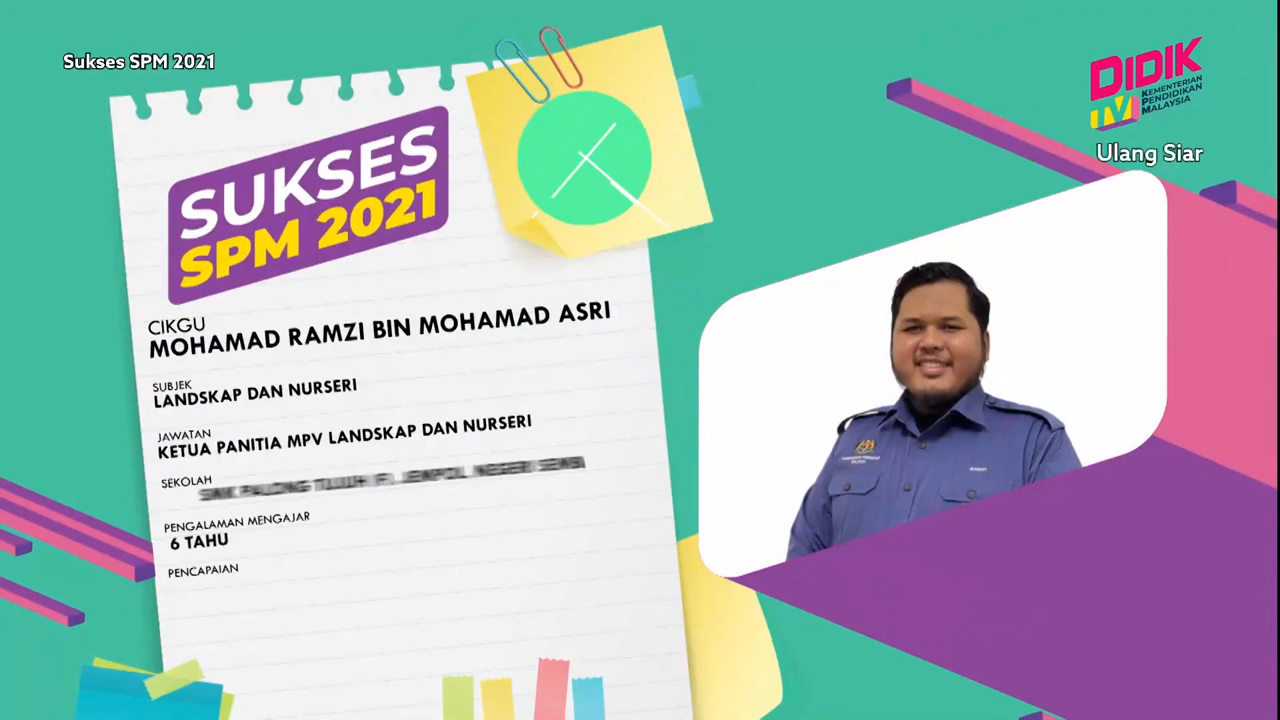 Sukses SPM 2021
DIDIK
TV
KEMENTERIAN
PENDIDIKAN
MALAYSIA
Ulang Siar
SUKSES
SPM 2021
CIKGU
MOHAMAD RAMZI BIN MOHAMAD ASRI
SUBJEK
LANDSKAP DAN NURSERI
JAWATAN
KETUA PANITIA MPV LANDSKAP DAN NURSERI
SEKOLAH
PENGALAMAN MENGAJAR
6 TAHU
PENCAPAIAN
RAMZI